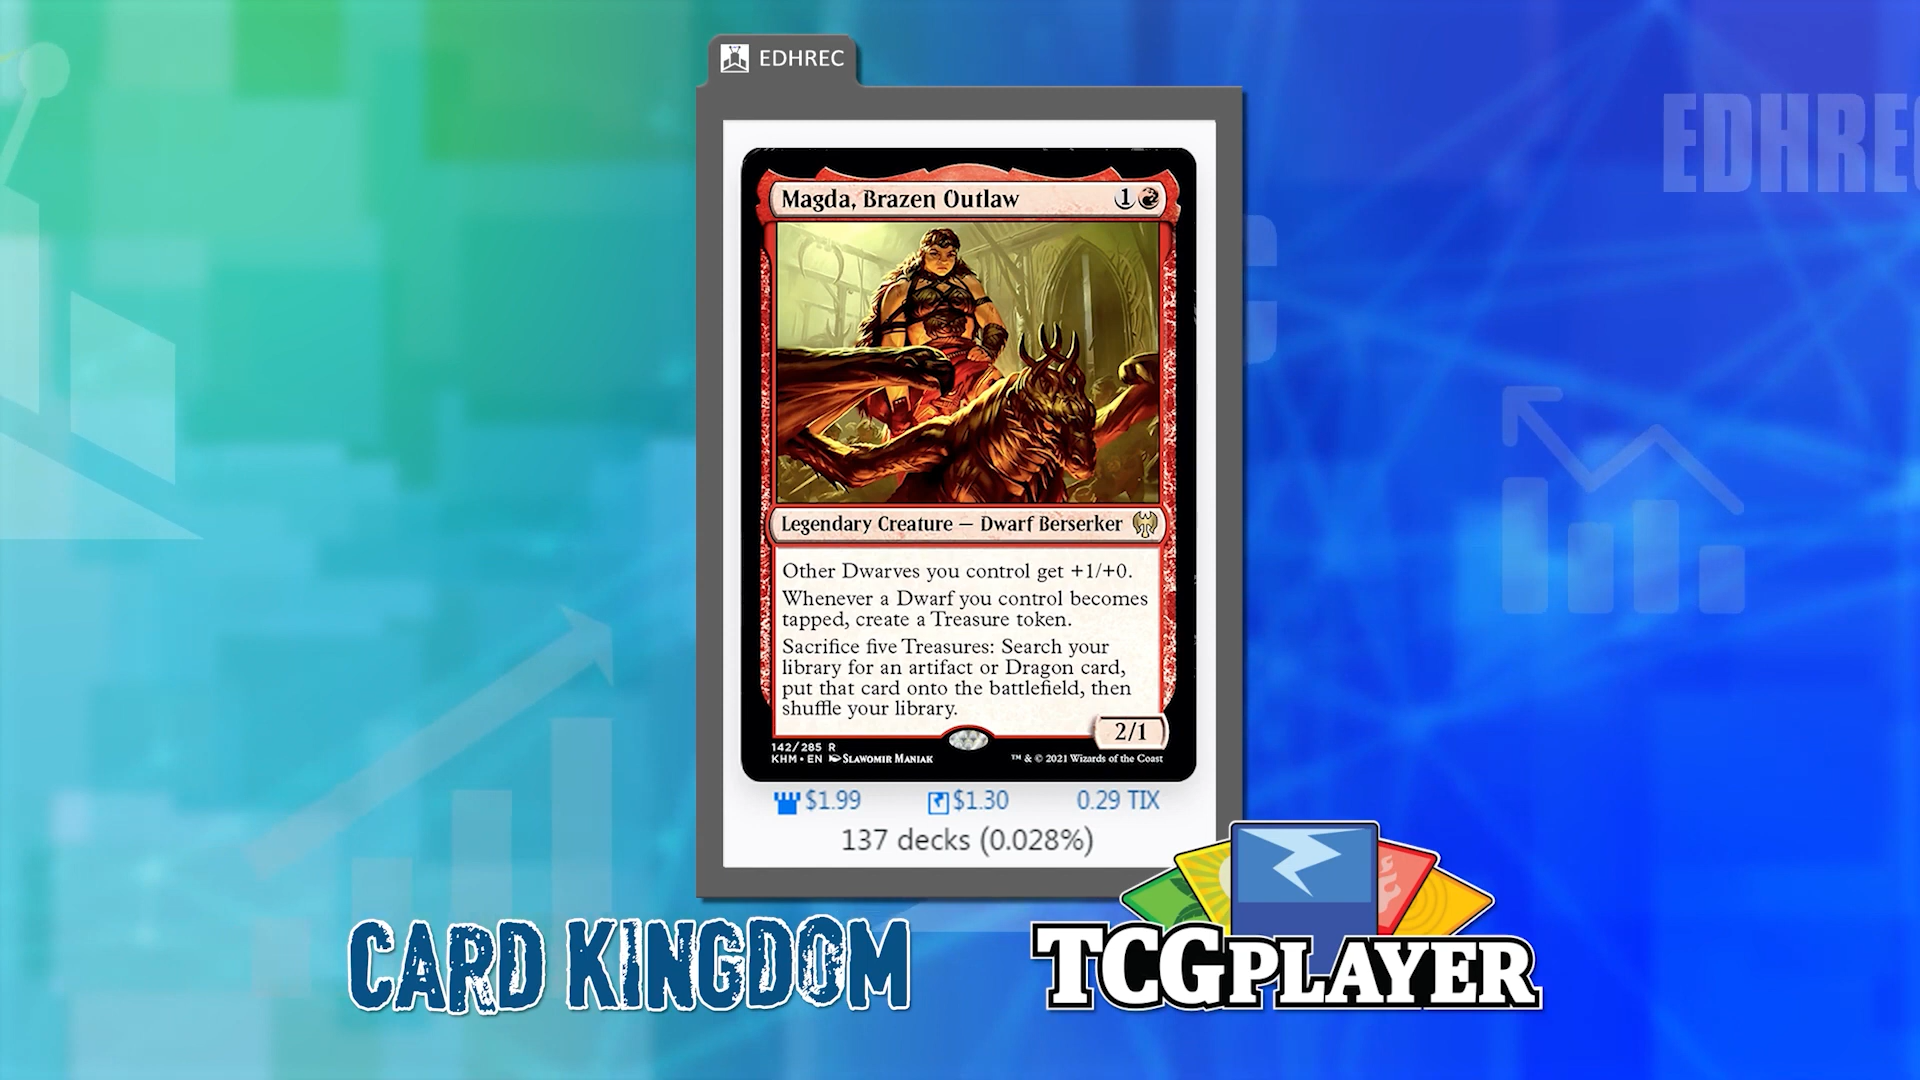 EDHREC
EDHREC
Magda, Brazen Outlaw 1
Legendary Creature — Dwarf Berserker
Other Dwarves you control get +1/+0.
Whenever a Dwarf you control becomes
tapped, create a Treasure token.
Sacrifice five Treasures: Search your
library for an artifact or Dragon card,
put that card onto the battlefield, then
shuffle your library.
2/1
142/285 R
KHM • EN SLAWOMIR MANIAK ™ & © 2021 Wizards of the Coast
$1.99 $1.30 0.29 TIX
137 decks (0.028%)
CARD KINGDOM
TCGPLAYER